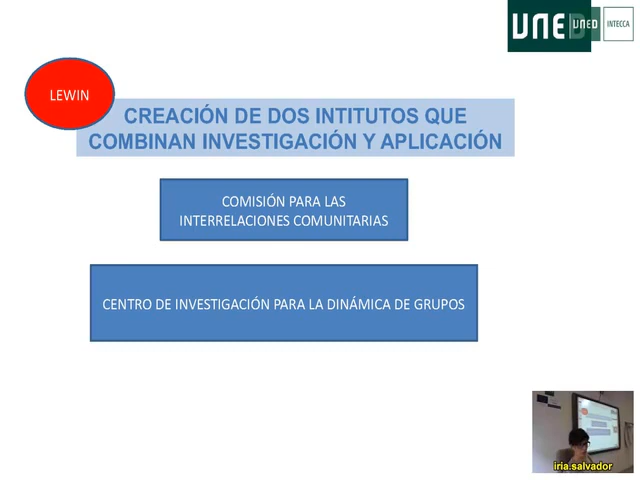 UNED
UNED
INTECCA
LEWIN
CREACIÓN DE DOS INTITUTOS QUE
COMBINAN INVESTIGACIÓN Y APLICACIÓN
COMISIÓN PARA LAS
INTERRELACIONES COMUNITARIAS
CENTRO DE INVESTIGACIÓN PARA LA DINÁMICA DE GRUPOS
iria.salvador